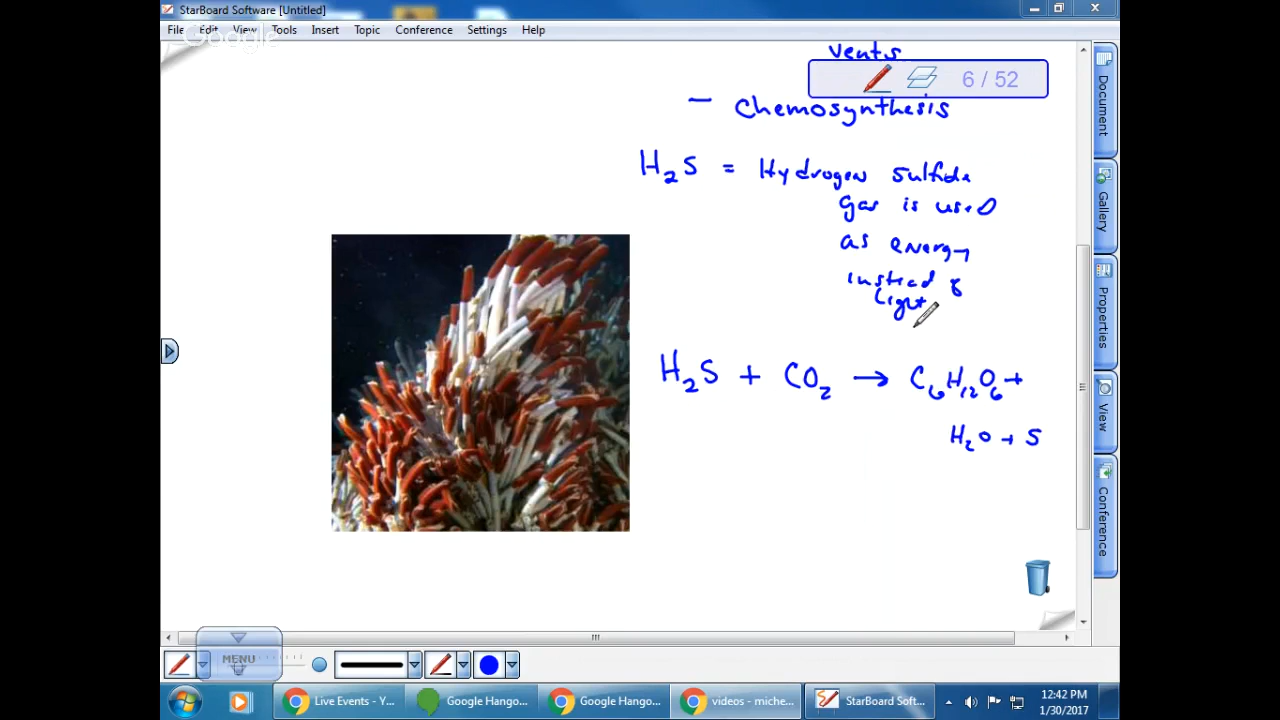 StarBoard Software [Untitled]
File Edit View Tools Insert Topic Conference Settings Help
Google
vents
6 / 52
- Chemosynthesis
H2S = Hydrogen sulfide
gas is used
as energy
instead of
light
H2S + CO2 → C6H12O6 +
H2O + S
Document
Gallery
Properties
View
Conference
MENU
Live Events - Y...
Google Hango...
Google Hango...
videos - miche...
StarBoard Soft...
12:42 PM
1/30/2017